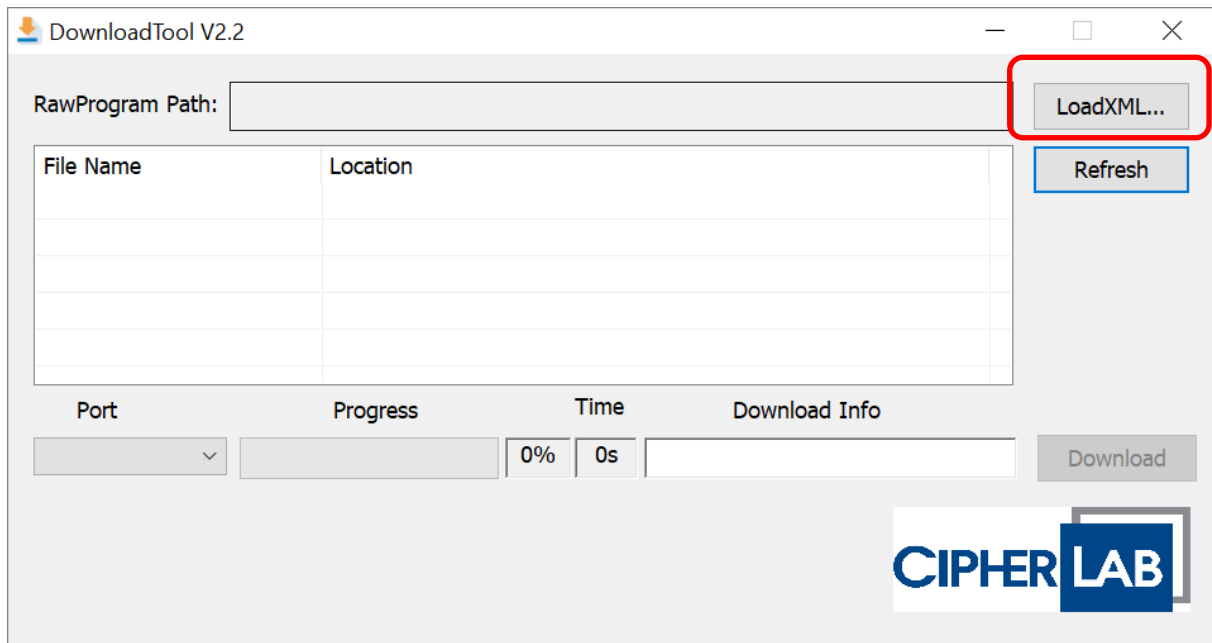 DownloadTool V2.2
RawProgram Path:
LoadXML...
File Name Location
Refresh
Port Progress Time Download Info
0% 0s
Download
CIPHERLAB